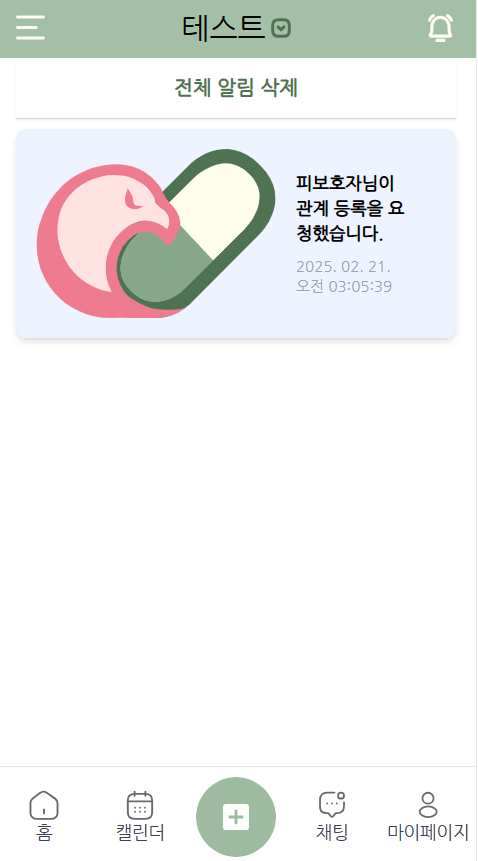 테스트
전체 알림 삭제
피보호자님이
관계 등록을 요
청했습니다.
2025. 02. 21.
오전 03:05:39
홈
캘린더
채팅
마이페이지